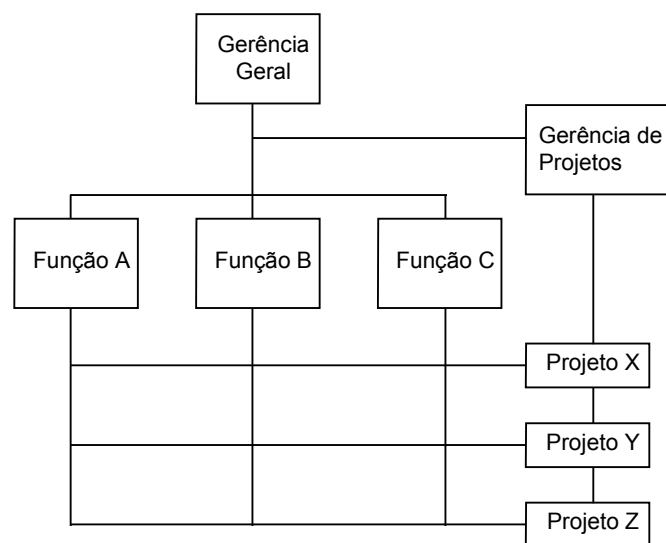 Gerência
Geral
Gerência de
Projetos
Função A
Função B
Função C
Projeto X
Projeto Y
Projeto Z